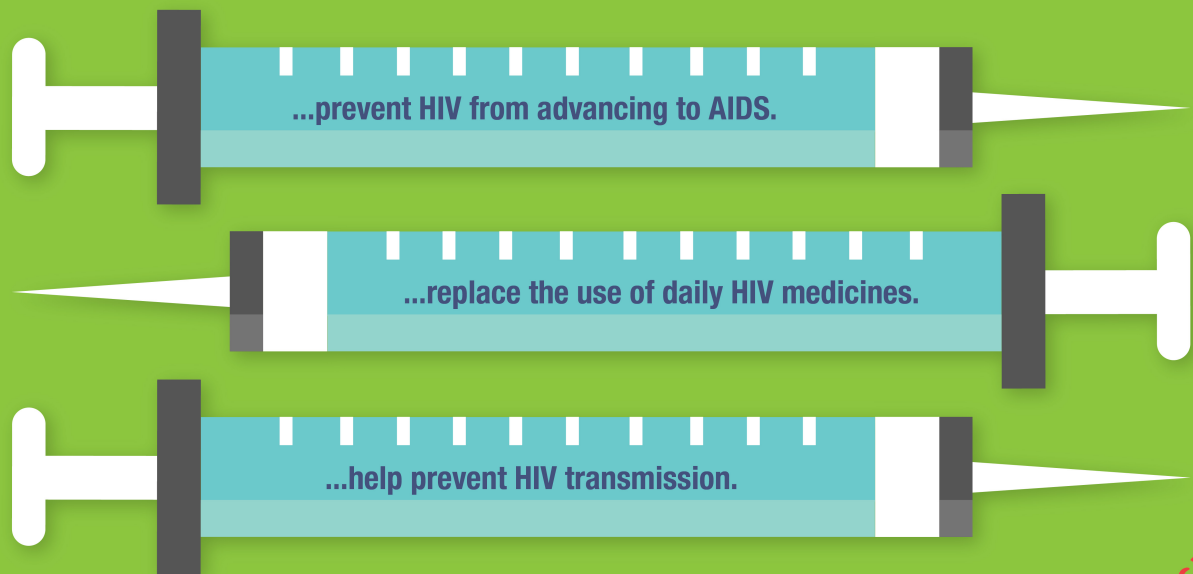 ...prevent HIV from advancing to AIDS.
...replace the use of daily HIV medicines.
...help prevent HIV transmission.